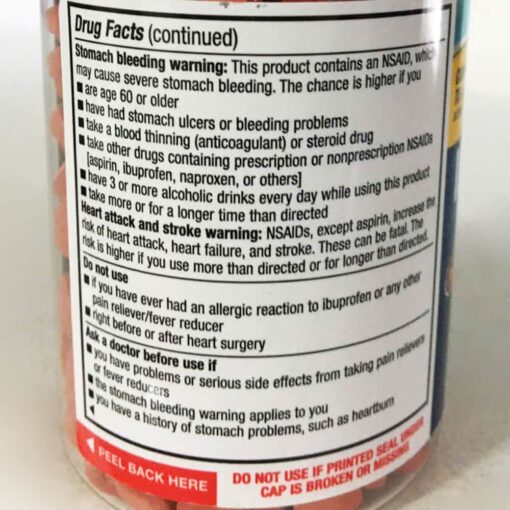 Drug Facts (continued)
Stomach bleeding warning: This product contains an NSAID, which
may cause severe stomach bleeding. The chance is higher if you
■ are age 60 or older
■ have had stomach ulcers or bleeding problems
■ take a blood thinning (anticoagulant) or steroid drug
■ take other drugs containing prescription or nonprescription NSAIDs
[aspirin, ibuprofen, naproxen, or others]
■ have 3 or more alcoholic drinks every day while using this product
■ take more or for a longer time than directed
Heart attack and stroke warning: NSAIDs, except aspirin, increase the
risk of heart attack, heart failure, and stroke. These can be fatal. The
risk is higher if you use more than directed or for longer than directed.
Do not use
■ if you have ever had an allergic reaction to ibuprofen or any other
pain reliever/fever reducer
■ right before or after heart surgery
Ask a doctor before use if
■ you have problems or serious side effects from taking pain relievers
or fever reducers
■ the stomach bleeding warning applies to you
■ you have a history of stomach problems, such as heartburn
PEEL BACK HERE
DO NOT USE IF PRINTED SEAL UNDER
CAP IS BROKEN OR MISSING